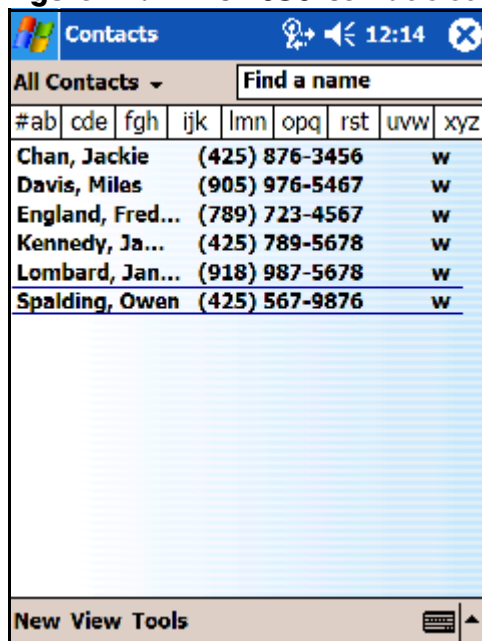 Contacts 12:14
All Contacts Find a name
#ab cde fgh ijk lmn opq rst uvw xyz
Chan, Jackie (425) 876-3456 w
Davis, Miles (905) 976-5467 w
England, Fred... (789) 723-4567 w
Kennedy, Ja... (425) 789-5678 w
Lombard, Jan... (918) 987-5678 w
Spalding, Owen (425) 567-9876 w
New View Tools